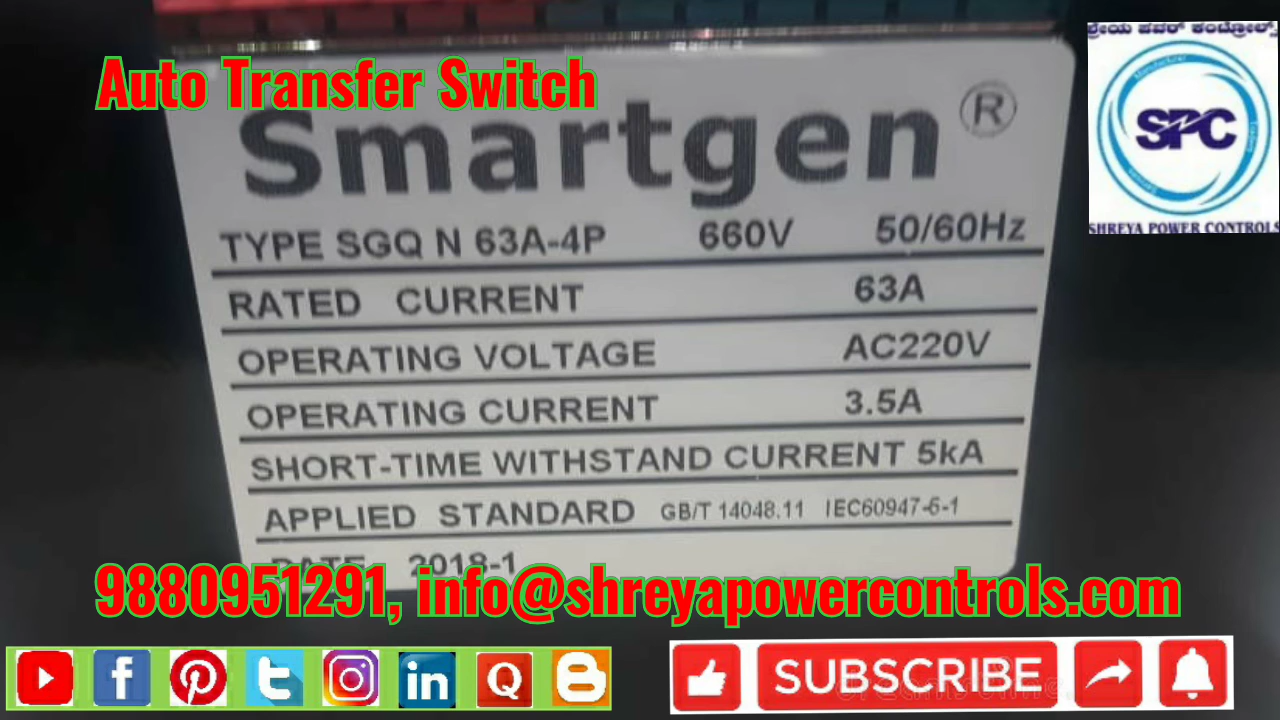 ಶ್ರೇಯ ಪವರ್ ಕಂಟ್ರೋಲ್ಸ್
Auto Transfer Switch
Smartgen®
SPC
SHREYA POWER CONTROLS
TYPE SGQ N 63A-4P 660V 50/60Hz
RATED CURRENT 63A
OPERATING VOLTAGE AC220V
OPERATING CURRENT 3.5A
SHORT-TIME WITHSTAND CURRENT 5kA
APPLIED STANDARD GB/T 14048.11 IEC60947-6-1
DATE 2018-1
9880951291, info@shreyapowercontrols.com
SUBSCRIBE